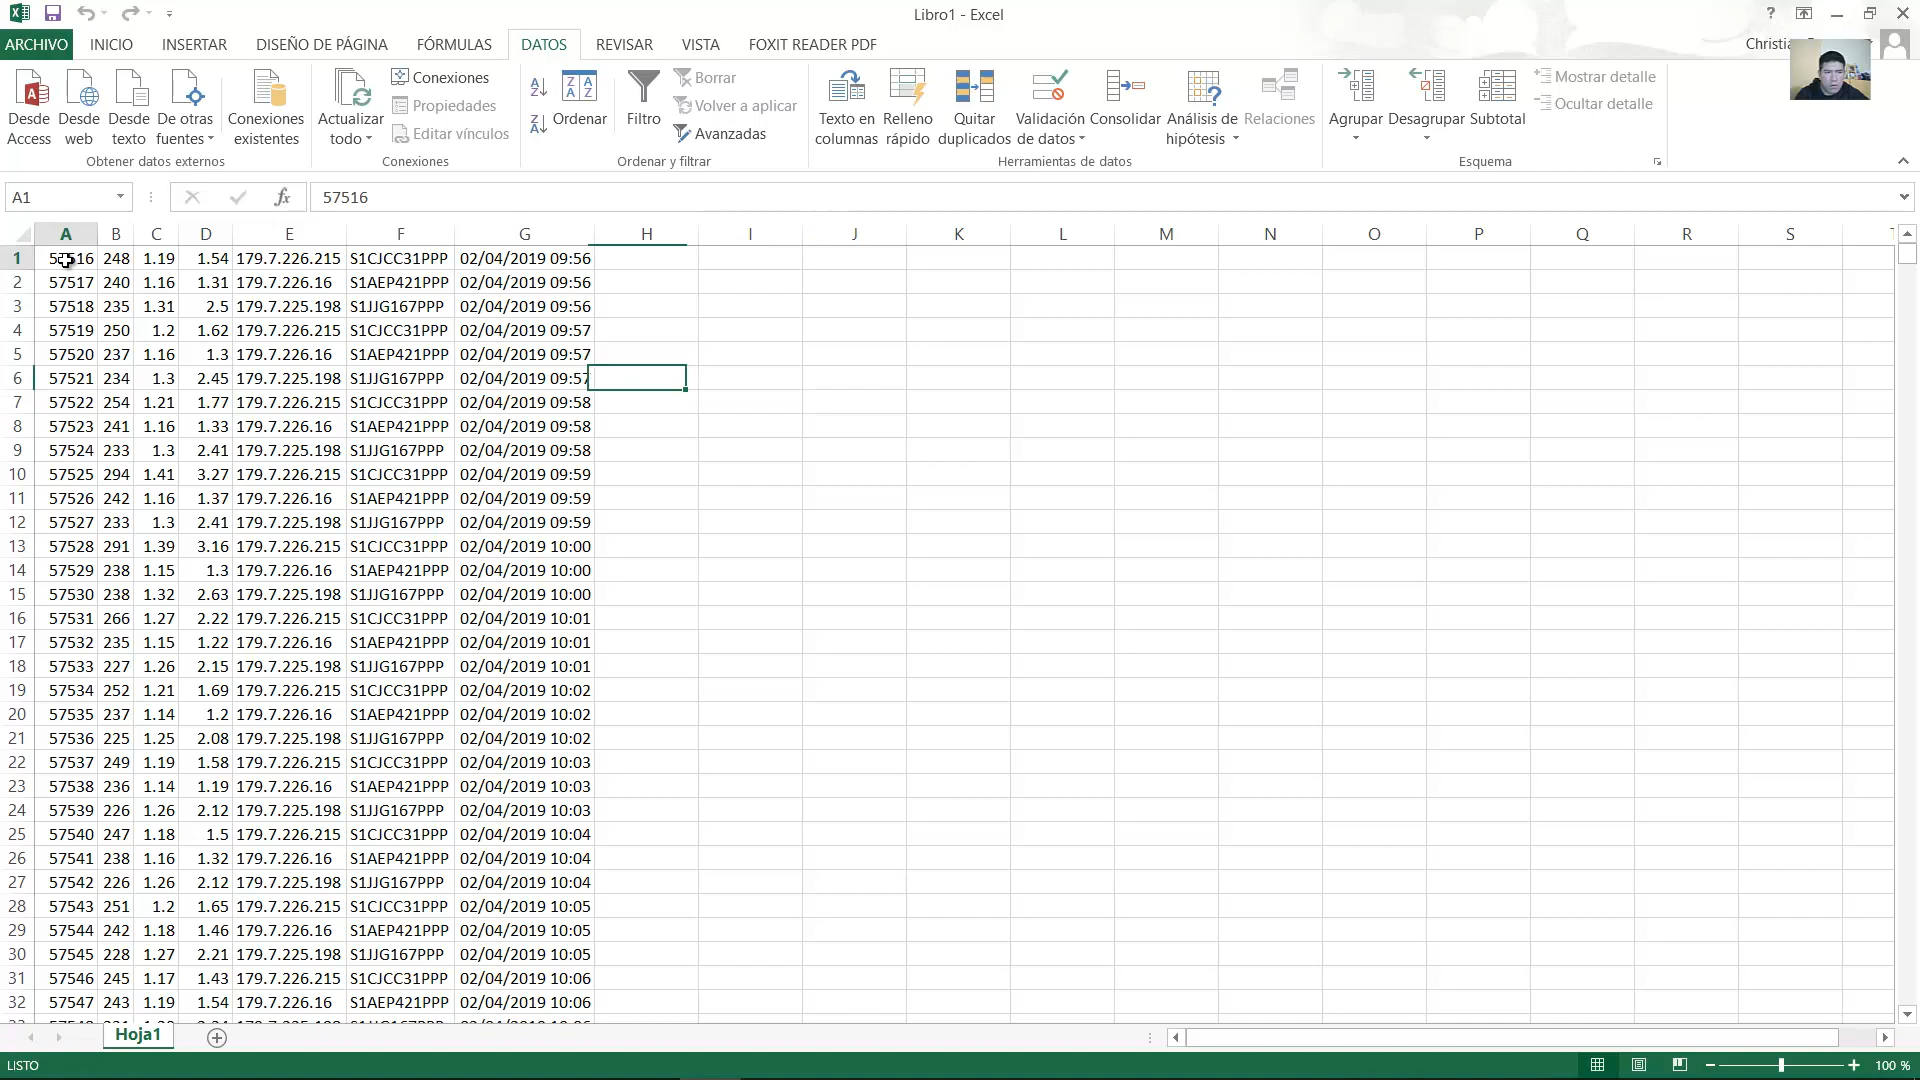 Libro1 - Excel
ARCHIVO INICIO INSERTAR DISEÑO DE PÁGINA FÓRMULAS DATOS REVISAR VISTA FOXIT READER PDF
Desde Access
Desde web
Desde texto
De otras fuentes
Obtener datos externos
Conexiones existentes
Actualizar todo
Conexiones
Propiedades
Editar vínculos
Conexiones
Ordenar
Filtro
Borrar
Volver a aplicar
Avanzadas
Ordenar y filtrar
Texto en columnas
Relleno rápido
Quitar duplicados
Validación de datos
Consolidar
Análisis de hipótesis
Relaciones
Herramientas de datos
Agrupar
Desagrupar
Subtotal
Mostrar detalle
Ocultar detalle
Esquema
A1 fx 57516
A B C D E F G H I J K L M N O P Q R S
1 57516 248 1.19 1.54 179.7.226.215 S1CJCC31PPP 02/04/2019 09:56
2 57517 240 1.16 1.31 179.7.226.16 S1AEP421PPP 02/04/2019 09:56
3 57518 235 1.31 2.5 179.7.225.198 S1JJG167PPP 02/04/2019 09:56
4 57519 250 1.2 1.62 179.7.226.215 S1CJCC31PPP 02/04/2019 09:57
5 57520 237 1.16 1.3 179.7.226.16 S1AEP421PPP 02/04/2019 09:57
6 57521 234 1.3 2.45 179.7.225.198 S1JJG167PPP 02/04/2019 09:57
7 57522 254 1.21 1.77 179.7.226.215 S1CJCC31PPP 02/04/2019 09:58
8 57523 241 1.16 1.33 179.7.226.16 S1AEP421PPP 02/04/2019 09:58
9 57524 233 1.3 2.41 179.7.225.198 S1JJG167PPP 02/04/2019 09:58
10 57525 294 1.41 3.27 179.7.226.215 S1CJCC31PPP 02/04/2019 09:59
11 57526 242 1.16 1.37 179.7.226.16 S1AEP421PPP 02/04/2019 09:59
12 57527 233 1.3 2.41 179.7.225.198 S1JJG167PPP 02/04/2019 09:59
13 57528 291 1.39 3.16 179.7.226.215 S1CJCC31PPP 02/04/2019 10:00
14 57529 238 1.15 1.3 179.7.226.16 S1AEP421PPP 02/04/2019 10:00
15 57530 238 1.32 2.63 179.7.225.198 S1JJG167PPP 02/04/2019 10:00
16 57531 266 1.27 2.22 179.7.226.215 S1CJCC31PPP 02/04/2019 10:01
17 57532 235 1.15 1.22 179.7.226.16 S1AEP421PPP 02/04/2019 10:01
18 57533 227 1.26 2.15 179.7.225.198 S1JJG167PPP 02/04/2019 10:01
19 57534 252 1.21 1.69 179.7.226.215 S1CJCC31PPP 02/04/2019 10:02
20 57535 237 1.14 1.2 179.7.226.16 S1AEP421PPP 02/04/2019 10:02
21 57536 225 1.25 2.08 179.7.225.198 S1JJG167PPP 02/04/2019 10:02
22 57537 249 1.19 1.58 179.7.226.215 S1CJCC31PPP 02/04/2019 10:03
23 57538 236 1.14 1.19 179.7.226.16 S1AEP421PPP 02/04/2019 10:03
24 57539 226 1.26 2.12 179.7.225.198 S1JJG167PPP 02/04/2019 10:03
25 57540 247 1.18 1.5 179.7.226.215 S1CJCC31PPP 02/04/2019 10:04
26 57541 238 1.16 1.32 179.7.226.16 S1AEP421PPP 02/04/2019 10:04
27 57542 226 1.26 2.12 179.7.225.198 S1JJG167PPP 02/04/2019 10:04
28 57543 251 1.2 1.65 179.7.226.215 S1CJCC31PPP 02/04/2019 10:05
29 57544 242 1.18 1.46 179.7.226.16 S1AEP421PPP 02/04/2019 10:05
30 57545 228 1.27 2.21 179.7.225.198 S1JJG167PPP 02/04/2019 10:05
31 57546 245 1.17 1.43 179.7.226.215 S1CJCC31PPP 02/04/2019 10:06
32 57547 243 1.19 1.54 179.7.226.16 S1AEP421PPP 02/04/2019 10:06
Hoja1
LISTO 100 %